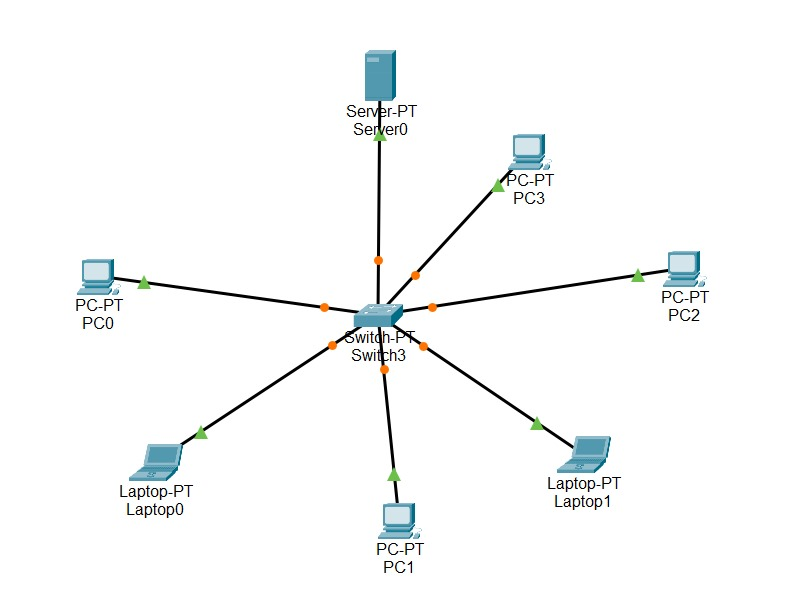 Server-PT
Server0
PC-PT
PC3
PC-PT
PC0
PC-PT
PC2
Switch-PT
Switch3
Laptop-PT
Laptop0
Laptop-PT
Laptop1
PC-PT
PC1